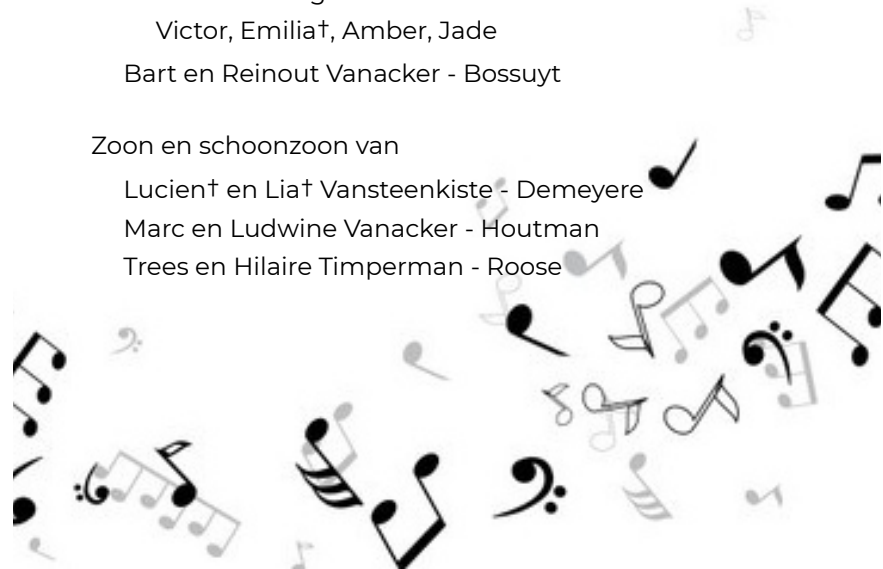 Victor, Emilia†, Amber, Jade
Bart en Reinout Vanacker - Bossuyt
Zoon en schoonzoon van
Lucien† en Lia† Vansteenkiste - Demeyere
Marc en Ludwine Vanacker - Houtman
Trees en Hilaire Timperman - Roose